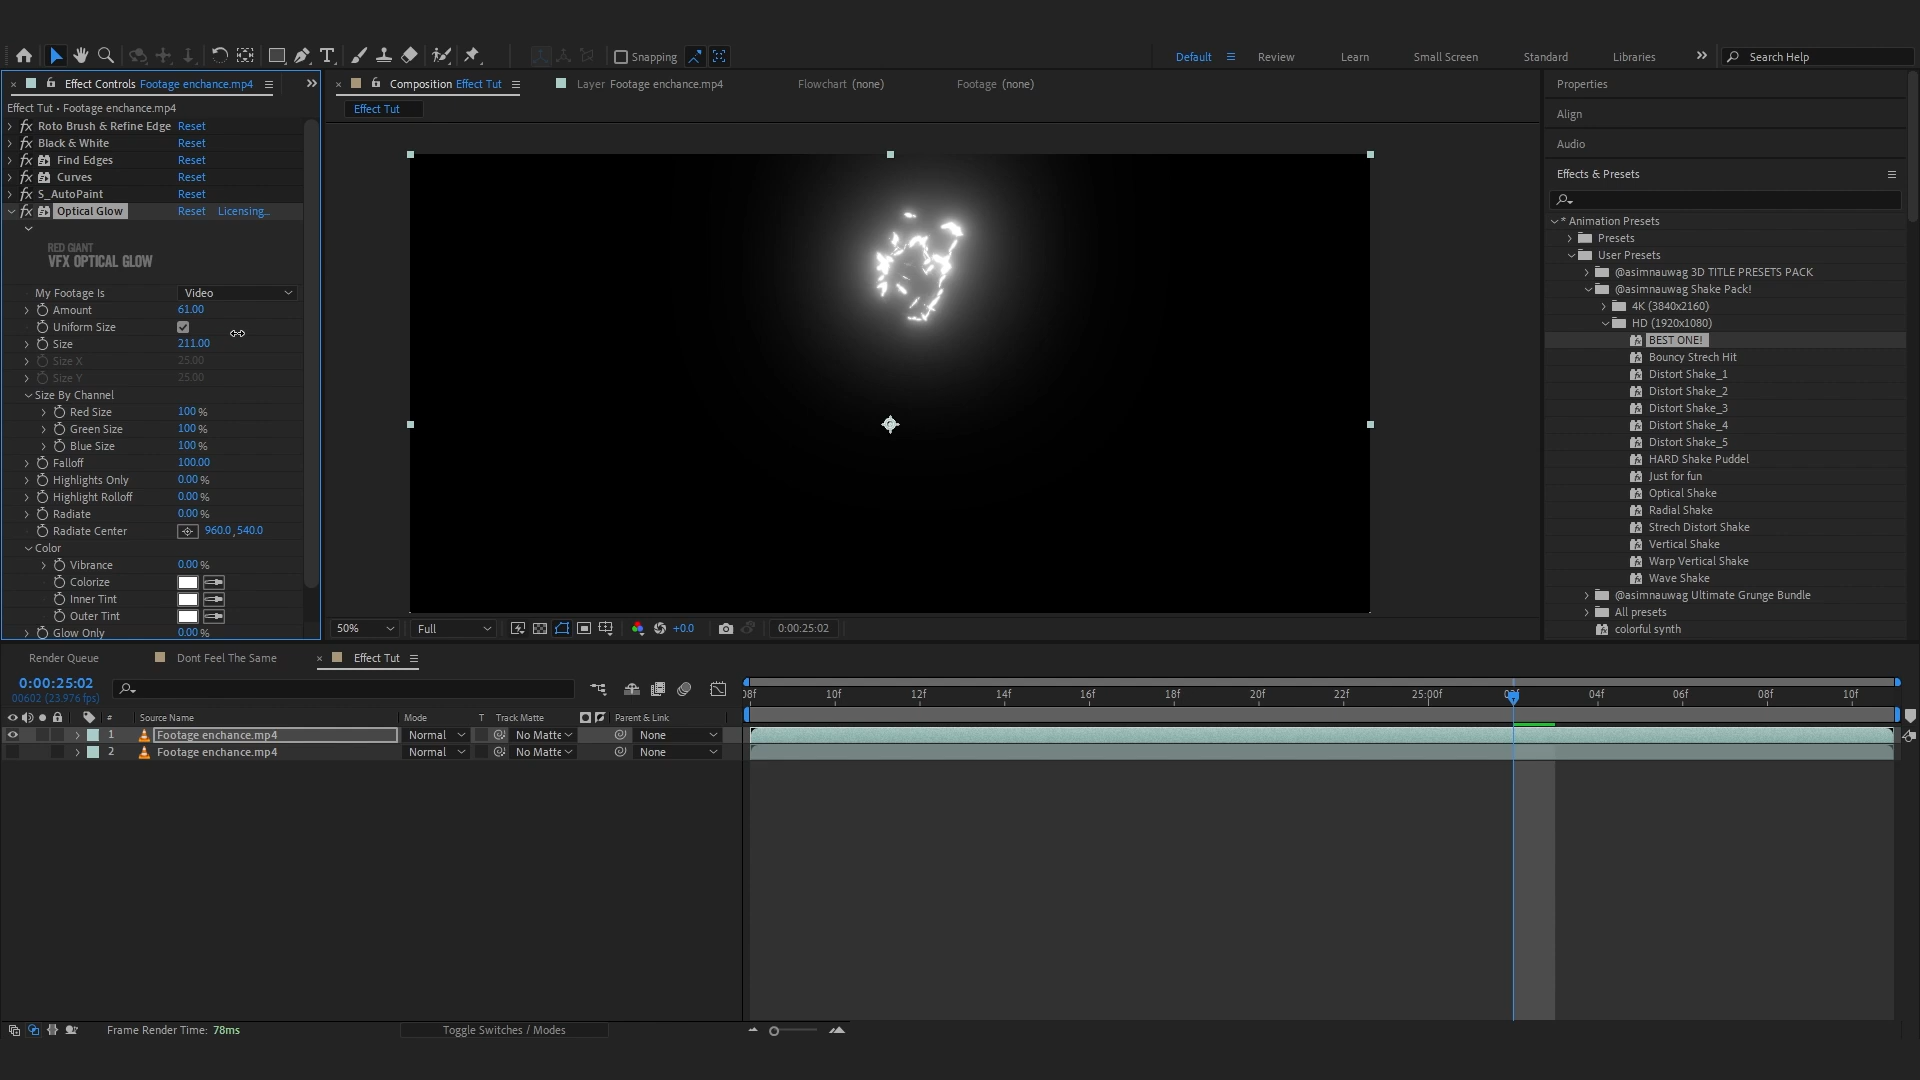 Snapping
Default
Review
Learn
Small Screen
Standard
Libraries
Search Help
Effect Controls Footage enchance.mp4
Effect Tut • Footage enchance.mp4
fx Roto Brush & Refine Edge Reset
fx Black & White Reset
fx Find Edges Reset
fx Curves Reset
fx S_AutoPaint Reset
fx Optical Glow Reset Licensing...
RED GIANT
VFX OPTICAL GLOW
My Footage Is Video
Amount 61.00
Uniform Size
Size 211.00
Size X 25.00
Size Y 25.00
Size By Channel
Red Size 100 %
Green Size 100 %
Blue Size 100 %
Falloff 100.00
Highlights Only 0.00 %
Highlight Rolloff 0.00 %
Radiate 0.00 %
Radiate Center 960.0, 540.0
Color
Vibrance 0.00 %
Colorize
Inner Tint
Outer Tint
Glow Only 0.00 %
Composition Effect Tut
Layer Footage enchance.mp4
Flowchart (none)
Footage (none)
Effect Tut
50%
Full
+0.0
0:00:25:02
Properties
Align
Audio
Effects & Presets
* Animation Presets
Presets
User Presets
@asimnauwag 3D TITLE PRESETS PACK
@asimnauwag Shake Pack!
4K (3840x2160)
HD (1920x1080)
BEST ONE!
Bouncy Strech Hit
Distort Shake_1
Distort Shake_2
Distort Shake_3
Distort Shake_4
Distort Shake_5
HARD Shake Puddel
Just for fun
Optical Shake
Radial Shake
Strech Distort Shake
Vertical Shake
Warp Vertical Shake
Wave Shake
@asimnauwag Ultimate Grunge Bundle
All presets
colorful synth
Render Queue
Dont Feel The Same
Effect Tut
0:00:25:02
00602 (23.976 fps)
08f 10f 12f 14f 16f 18f 20f 22f 25:00f 02f 04f 06f 08f 10f
# Source Name Mode T Track Matte Parent & Link
1 Footage enchance.mp4 Normal No Matte None
2 Footage enchance.mp4 Normal No Matte None
Frame Render Time: 78ms
Toggle Switches / Modes